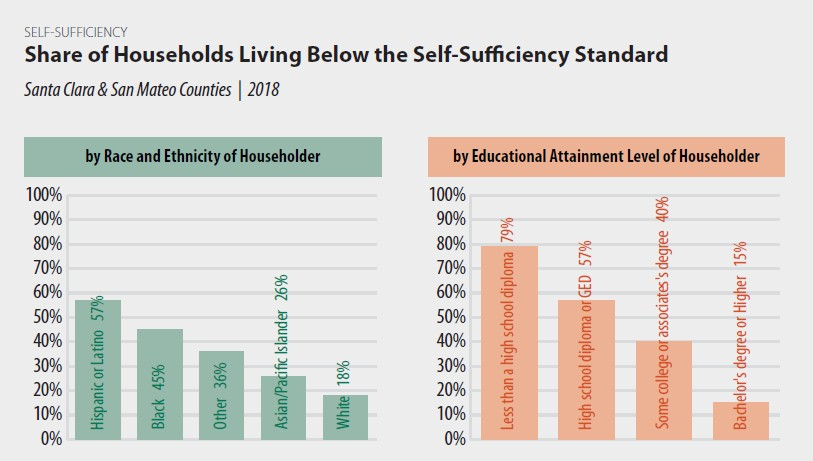 SELF-SUFFICIENCY
Share of Households Living Below the Self-Sufficiency Standard
Santa Clara & San Mateo Counties | 2018
by Race and Ethnicity of Householder
100%
90%
80%
70%
60%
50%
40%
30%
20%
10%
0%
Hispanic or Latino 57%
Black 45%
Other 36%
Asian/Pacific Islander 26%
White 18%
by Educational Attainment Level of Householder
100%
90%
80%
70%
60%
50%
40%
30%
20%
10%
0%
Less than a high school diploma 79%
High school diploma or GED 57%
Some college or associates's degree 40%
Bachelor's degree or Higher 15%